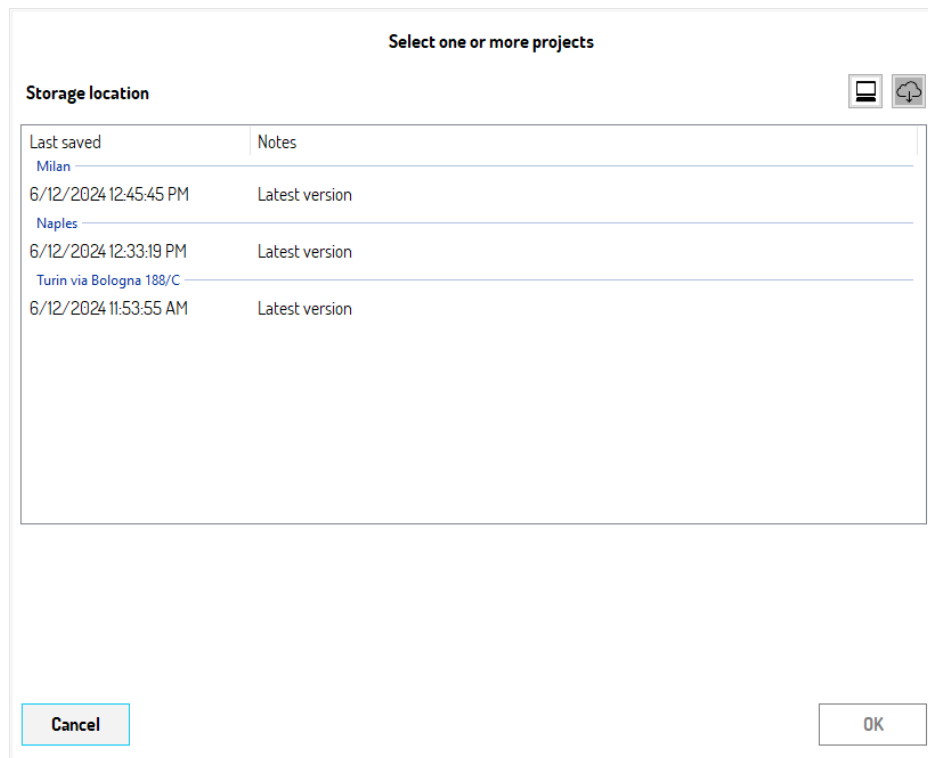 Select one or more projects
Storage location
Last saved Notes
Milan
6/12/2024 12:45:45 PM Latest version
Naples
6/12/2024 12:33:19 PM Latest version
Turin via Bologna 188/C
6/12/2024 11:53:55 AM Latest version
Cancel OK